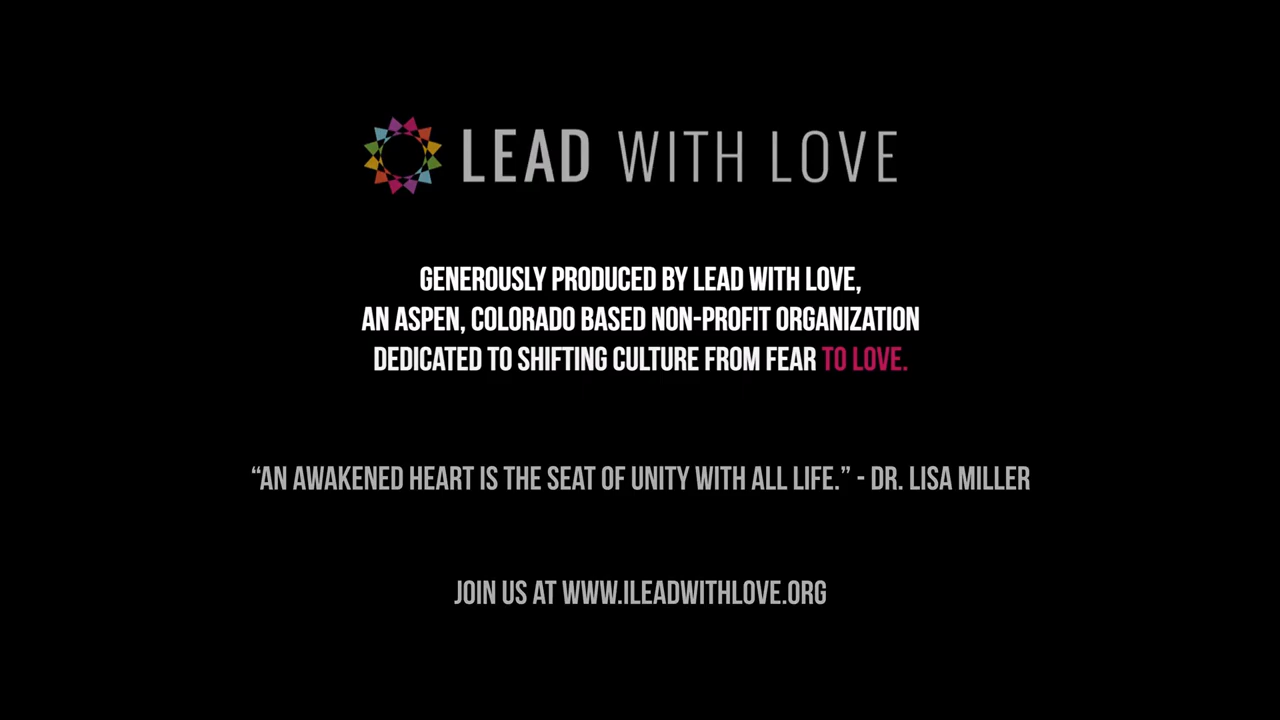 LEAD WITH LOVE
GENEROUSLY PRODUCED BY LEAD WITH LOVE,
AN ASPEN, COLORADO BASED NON-PROFIT ORGANIZATION
DEDICATED TO SHIFTING CULTURE FROM FEAR TO LOVE.
“AN AWAKENED HEART IS THE SEAT OF UNITY WITH ALL LIFE.” - DR. LISA MILLER
JOIN US AT WWW.ILEADWITHLOVE.ORG